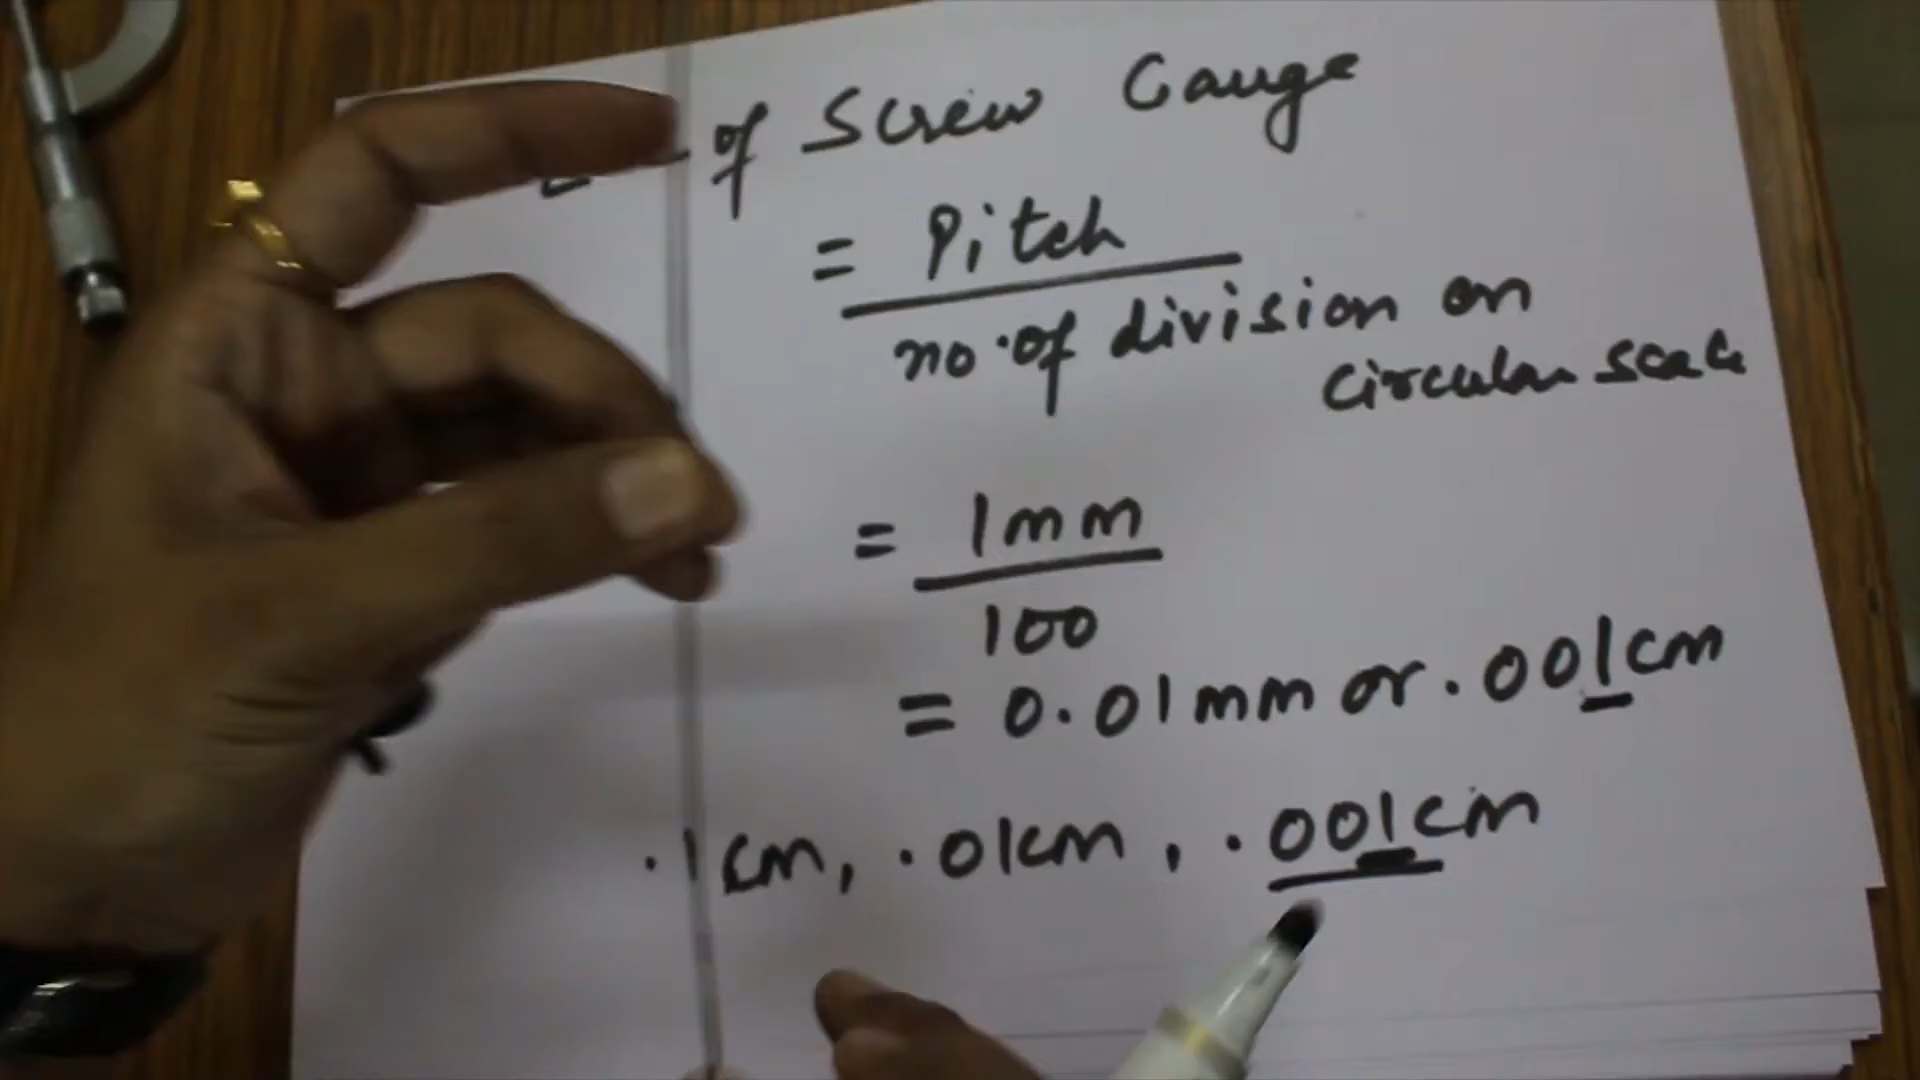 of Screw Gauge
= Pitch
no. of division on
circular scale
= 1mm
100
= 0.01mm or .001cm
.1cm, .01cm, .001cm